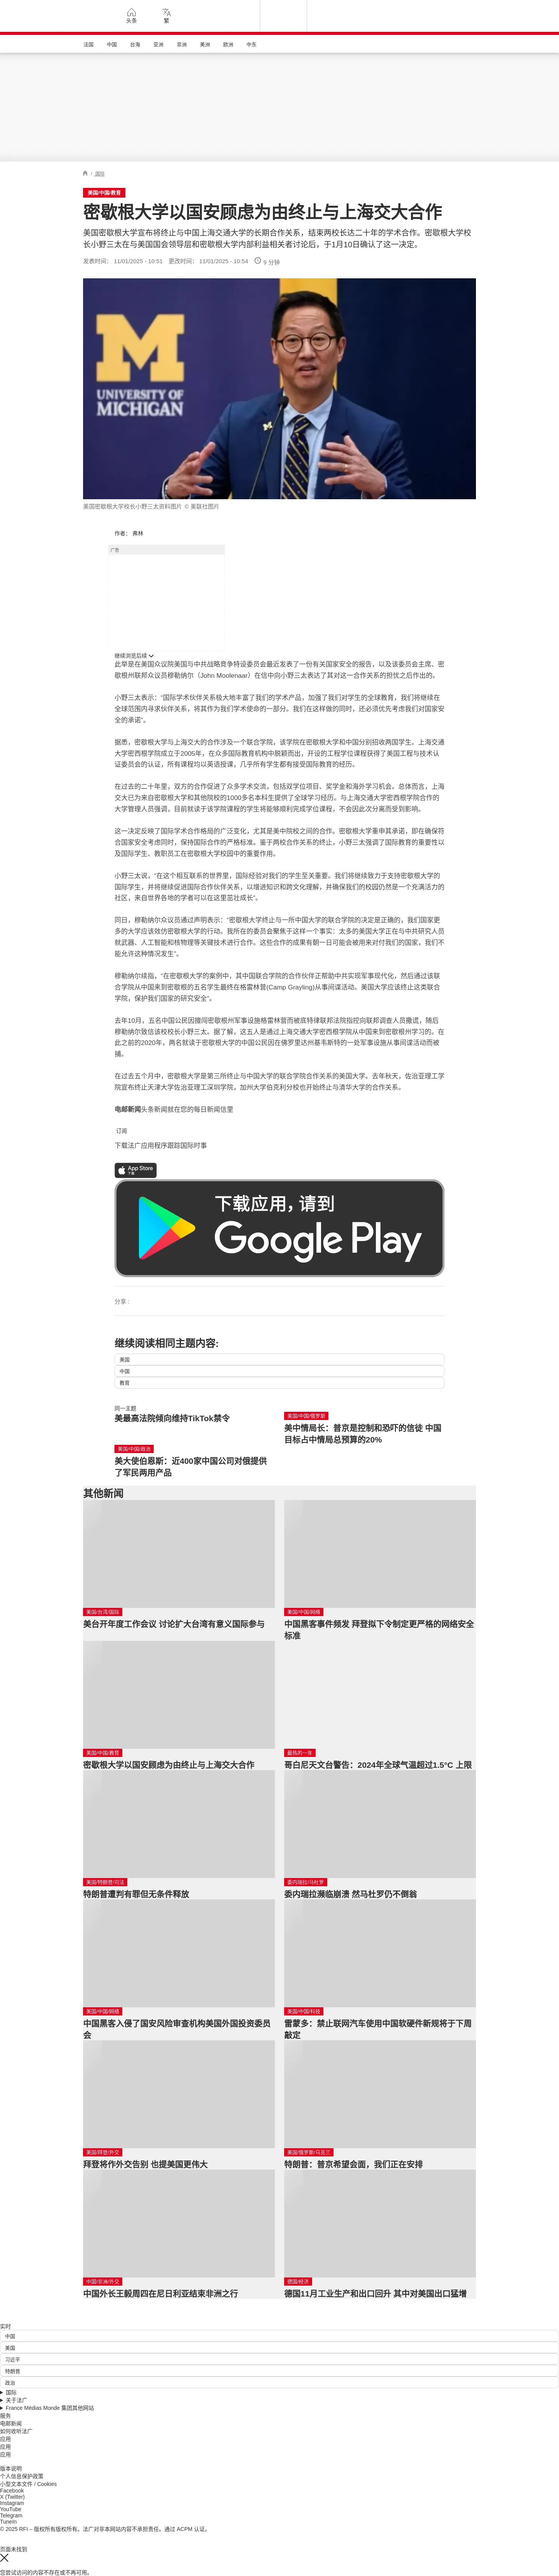 头条
繁
法国 中国 台海 亚洲 非洲 美洲 欧洲 中东
/ 国际
美国/中国/教育
密歇根大学以国安顾虑为由终止与上海交大合作
美国密歇根大学宣布将终止与中国上海交通大学的长期合作关系，结束两校长达二十年的学术合作。密歇根大学校长小野三太在与美国国会领导层和密歇根大学内部利益相关者讨论后，于1月10日确认了这一决定。
发表时间： 11/01/2025 - 10:51 更改时间： 11/01/2025 - 10:54 9 分钟
M
UNIVERSITY OF
MICHIGAN
美国密歇根大学校长小野三太资料图片 © 美联社图片
作者： 弗林
广告
继续浏览后续
此举是在美国众议院美国与中共战略竞争特设委员会最近发表了一份有关国家安全的报告，以及该委员会主席、密歇根州联邦众议员穆勒纳尔（John Moolenaar）在信中向小野三太表达了其对这一合作关系的担忧之后作出的。
小野三太表示：“国际学术伙伴关系极大地丰富了我们的学术产品，加强了我们对学生的全球教育，我们将继续在全球范围内寻求伙伴关系，将其作为我们学术使命的一部分。我们在这样做的同时，还必须优先考虑我们对国家安全的承诺”。
据悉，密歇根大学与上海交大的合作涉及一个联合学院，该学院在密歇根大学和中国分别招收两国学生。上海交通大学密西根学院成立于2005年，在众多国际教育机构中脱颖而出，开设的工程学位课程获得了美国工程与技术认证委员会的认证，所有课程均以英语授课，几乎所有学生都有接受国际教育的经历。
在过去的二十年里，双方的合作促进了众多学术交流，包括双学位项目、奖学金和海外学习机会。总体而言，上海交大已为来自密歇根大学和其他院校的1000多名本科生提供了全球学习经历。与上海交通大学密西根学院合作的大学管理人员强调，目前就读于该学院课程的学生将能够顺利完成学位课程，不会因此次分离而受到影响。
这一决定反映了国际学术合作格局的广泛变化，尤其是美中院校之间的合作。密歇根大学重申其承诺，即在确保符合国家安全考虑同时，保持国际合作的严格标准。鉴于两校合作关系的终止，小野三太强调了国际教育的重要性以及国际学生、教职员工在密歇根大学校园中的重要作用。
小野三太说，“在这个相互联系的世界里，国际经验对我们的学生至关重要。我们将继续致力于支持密歇根大学的国际学生，并将继续促进国际合作伙伴关系，以增进知识和跨文化理解，并确保我们的校园仍然是一个充满活力的社区，来自世界各地的学者可以在这里茁壮成长”。
同日，穆勒纳尔众议员通过声明表示：“密歇根大学终止与一所中国大学的联合学院的决定是正确的，我们国家更多的大学应该效仿密歇根大学的行动。我所在的委员会聚焦于这样一个事实：太多的美国大学正在与中共研究人员就武器、人工智能和核物理等关键技术进行合作。这些合作的成果有朝一日可能会被用来对付我们的国家，我们不能允许这种情况发生”。
穆勒纳尔续指，“在密歇根大学的案例中，其中国联合学院的合作伙伴正帮助中共实现军事现代化，然后通过该联合学院从中国来到密歇根的五名学生最终在格雷林营(Camp Grayling)从事间谍活动。美国大学应该终止这类联合学院，保护我们国家的研究安全”。
去年10月，五名中国公民因擅闯密歇根州军事设施格雷林营而被底特律联邦法院指控向联邦调查人员撒谎，随后穆勒纳尔致信该校校长小野三太。据了解，这五人是通过上海交通大学密西根学院从中国来到密歇根州学习的。在此之前的2020年，两名就读于密歇根大学的中国公民因在佛罗里达州基韦斯特的一处军事设施从事间谍活动而被捕。
在过去五个月中，密歇根大学是第三所终止与中国大学的联合学院合作关系的美国大学。去年秋天，佐治亚理工学院宣布终止天津大学佐治亚理工深圳学院，加州大学伯克利分校也开始终止与清华大学的合作关系。
电邮新闻头条新闻就在您的每日新闻信里
订阅
下载法广应用程序跟踪国际时事
App Store
下载
下载应用，请到
Google Play
分享 :
继续阅读相同主题内容:
美国
中国
教育
同一主题
美最高法院倾向维持TikTok禁令
美国/中国/俄罗斯
美中情局长：普京是控制和恐吓的信徒 中国目标占中情局总预算的20%
美国/中国/政治
美大使伯恩斯：近400家中国公司对俄提供了军民两用产品
其他新闻
美国/台湾/国际
美台开年度工作会议 讨论扩大台湾有意义国际参与
美国/中国/网络
中国黑客事件频发 拜登拟下令制定更严格的网络安全标准
美国/中国/教育
密歇根大学以国安顾虑为由终止与上海交大合作
最热的一年
哥白尼天文台警告：2024年全球气温超过1.5°C 上限
美国/特朗普/司法
特朗普遭判有罪但无条件释放
委内瑞拉/马杜罗
委内瑞拉濒临崩溃 然马杜罗仍不倒翁
美国/中国/网络
中国黑客入侵了国安风险审查机构美国外国投资委员会
美国/中国/科技
雷蒙多：禁止联网汽车使用中国软硬件新规将于下周敲定
美国/拜登/外交
拜登将作外交告别 也提美国更伟大
美国/俄罗斯/乌克兰
特朗普：普京希望会面，我们正在安排
中国/非洲/外交
中国外长王毅周四在尼日利亚结束非洲之行
德国/经济
德国11月工业生产和出口回升 其中对美国出口猛增
实时
中国
美国
习近平
特朗普
政治
国际
关于法广
France Médias Monde 集团其他网站
服务
电邮新闻
如何收听法广
应用
应用
应用
版本说明
个人信息保护政策
小型文本文件 / Cookies
Facebook
X (Twitter)
Instagram
YouTube
Telegram
TuneIn
© 2025 RFI – 版权所有版权所有。法广对非本网站内容不承担责任。通过 ACPM 认证。
页面未找到
您尝试访问的内容不存在或不再可用。